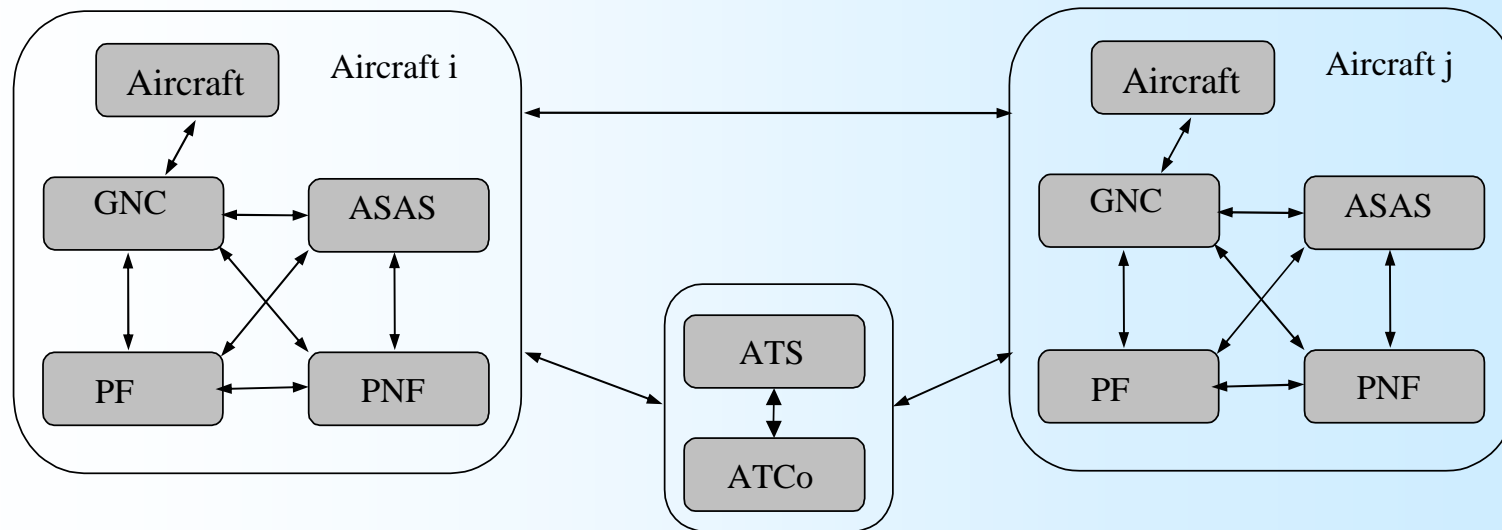 Aircraft i
Aircraft
GNC
ASAS
PF
PNF
ATS
ATCo
Aircraft j
Aircraft
GNC
ASAS
PF
PNF